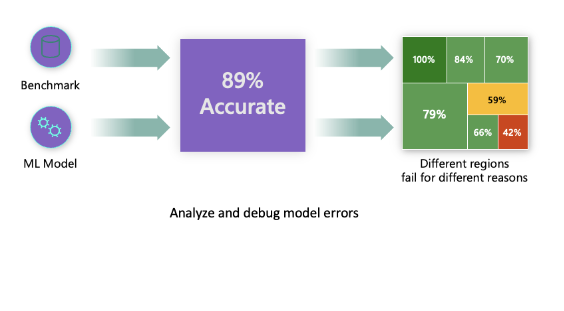 Benchmark
ML Model
89%
Accurate
100%
84%
70%
79%
59%
66%
42%
Different regions
fail for different reasons
Analyze and debug model errors